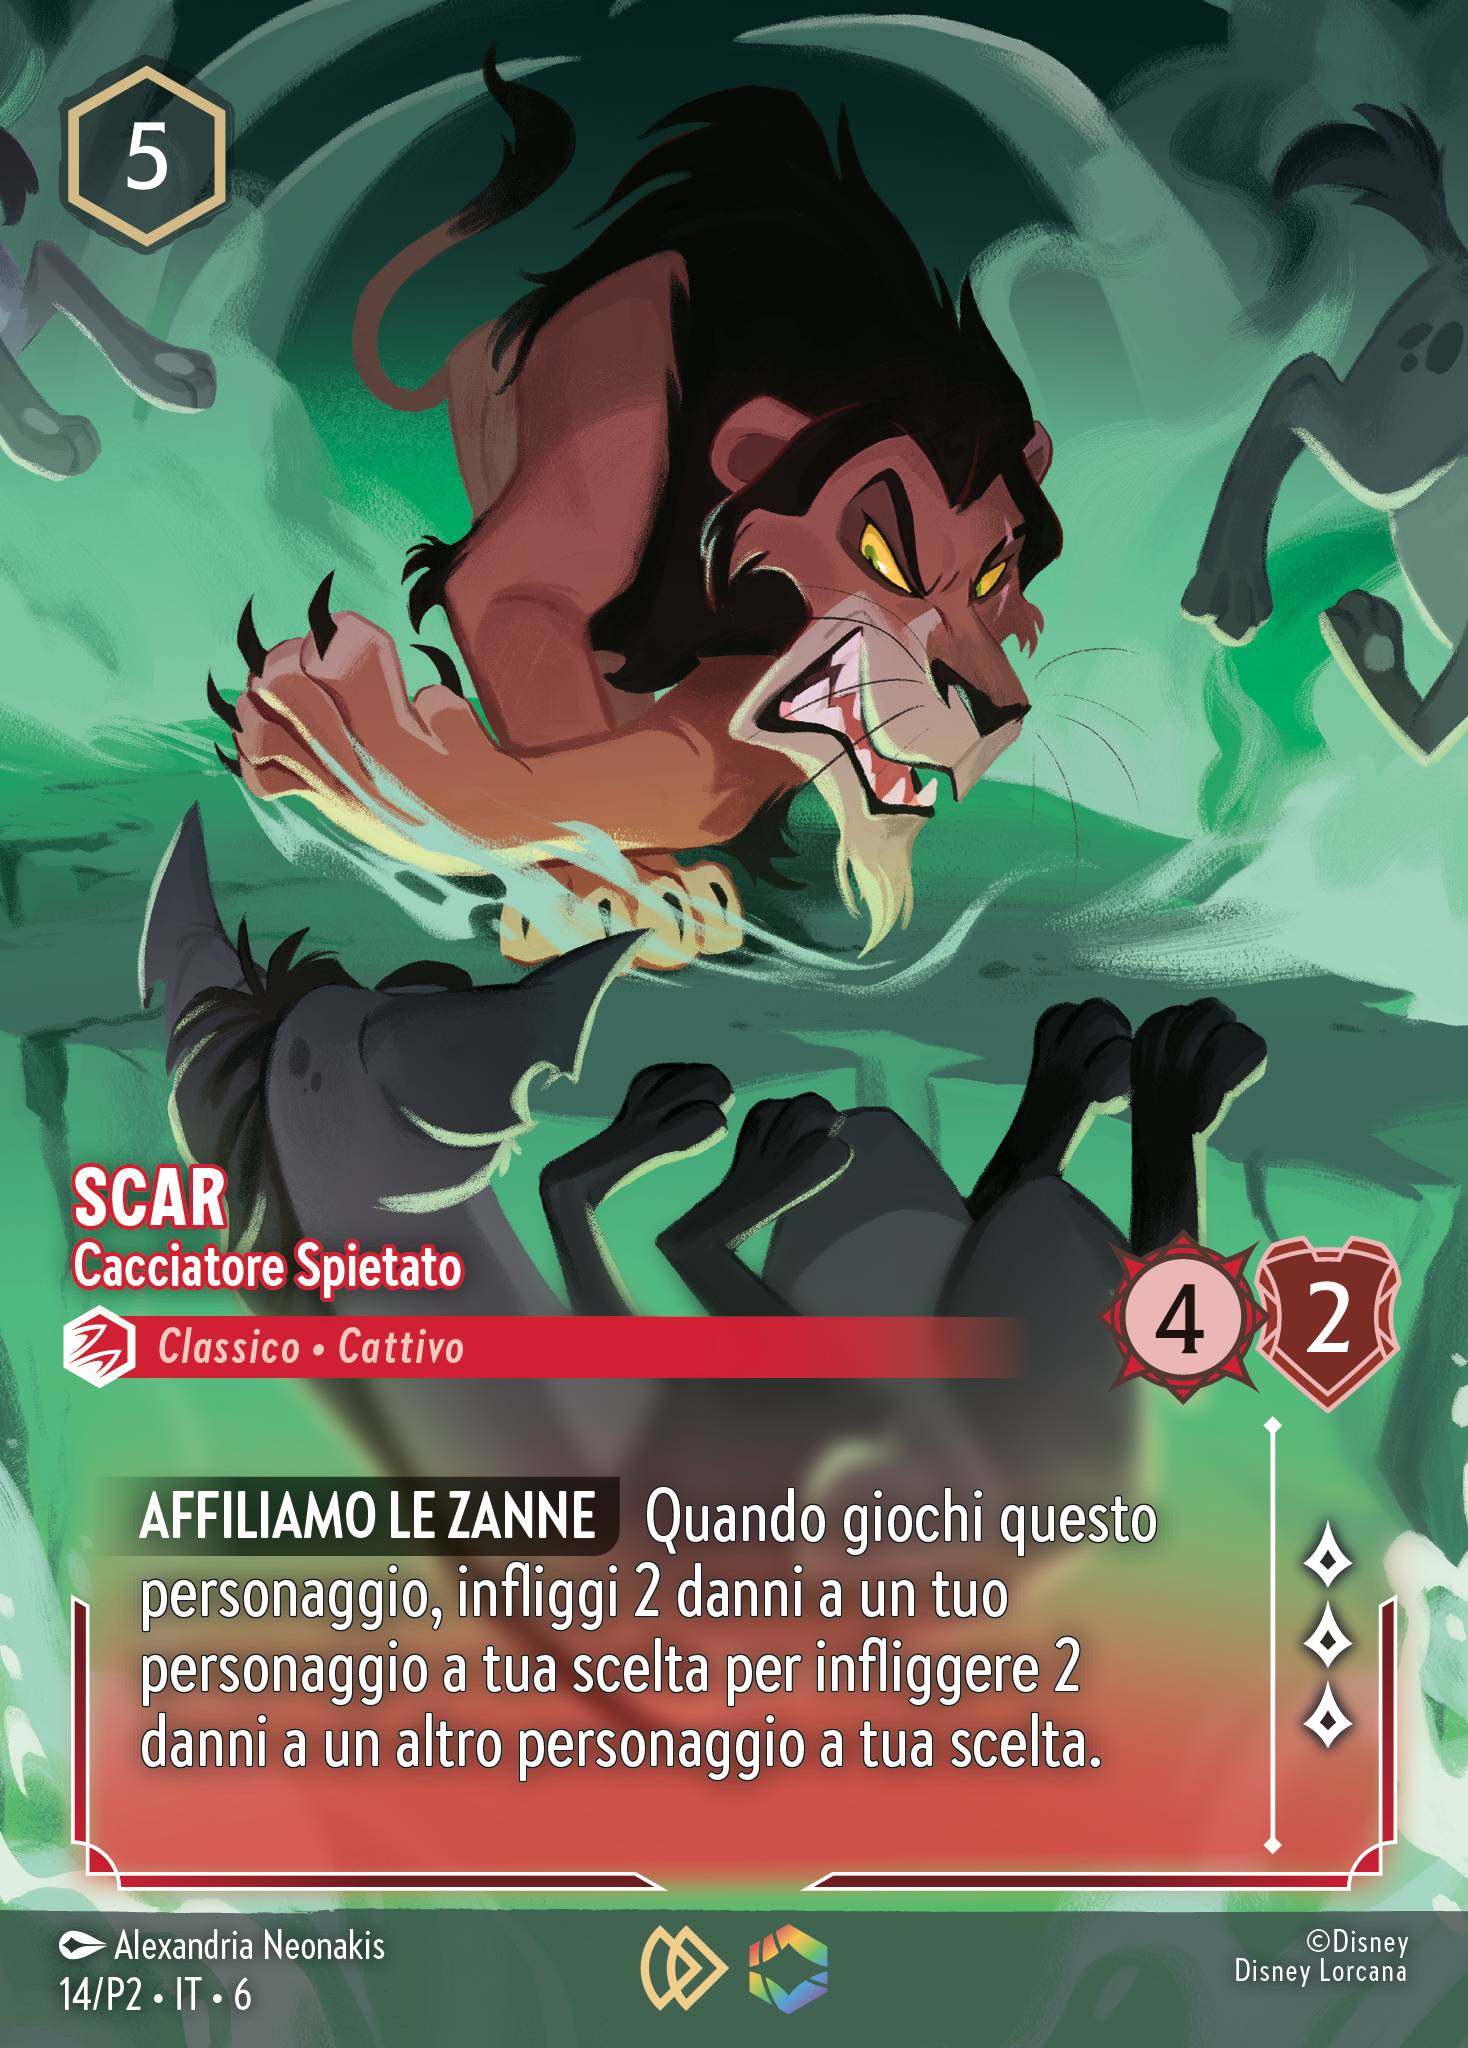 5
SCAR
Cacciatore Spietato
Classico • Cattivo
4
2
AFFILIAMO LE ZANNE Quando giochi questo
personaggio, infliggi 2 danni a un tuo
personaggio a tua scelta per infliggere 2
danni a un altro personaggio a tua scelta.
Alexandria Neonakis
14/P2 • IT • 6
©Disney
Disney Lorcana